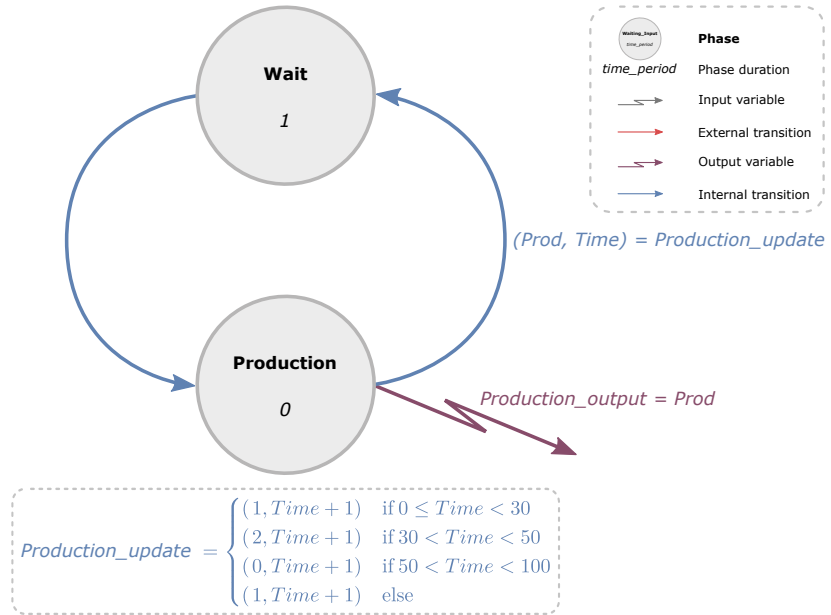 Wait
1
Waiting_Input
time_period
Phase
time_period Phase duration
Input variable
External transition
Output variable
Internal transition
(Prod, Time) = Production_update
Production
0
Production_output = Prod
Production_update = 
(1, Time + 1) if 0 ≤ Time < 30
(2, Time + 1) if 30 < Time < 50
(0, Time + 1) if 50 < Time < 100
(1, Time + 1) else